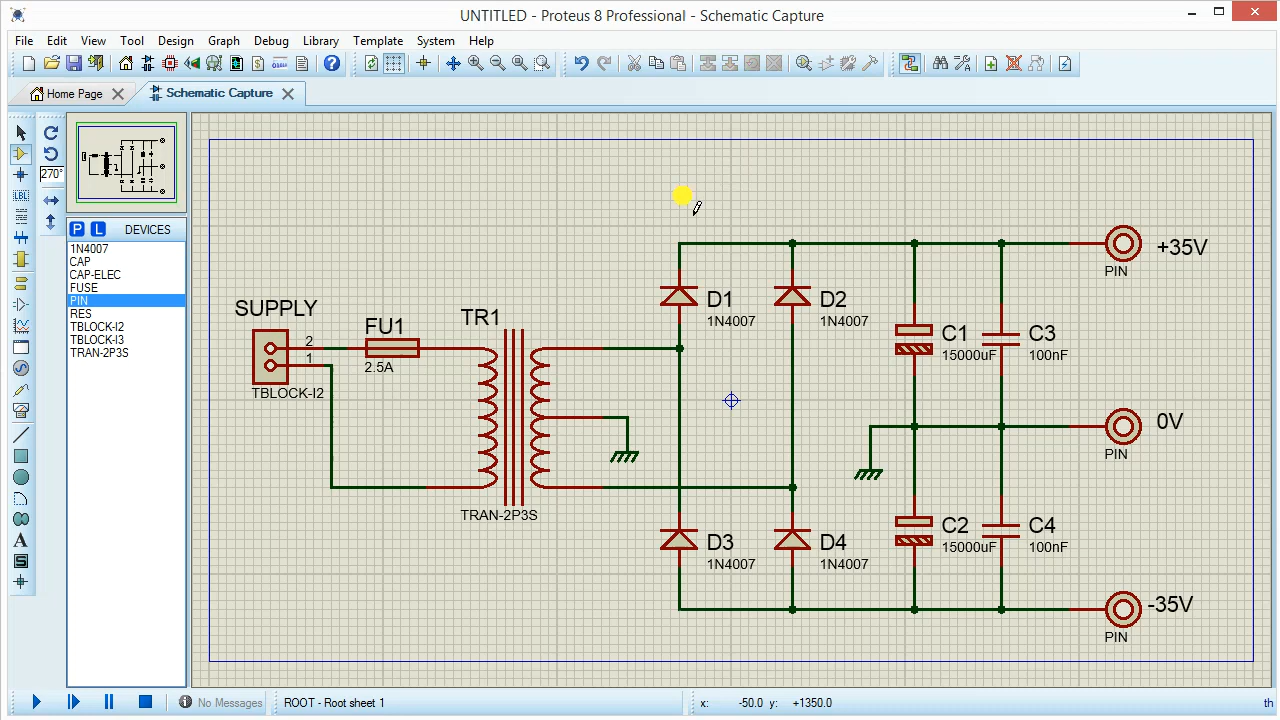 UNTITLED - Proteus 8 Professional - Schematic Capture
File Edit View Tool Design Graph Debug Library Template System Help
Home Page
Schematic Capture
270°
P L DEVICES
1N4007
CAP
CAP-ELEC
FUSE
PIN
RES
TBLOCK-I2
TBLOCK-I3
TRAN-2P3S
LBL
A
S
SUPPLY
2
1
TBLOCK-I2
FU1
2.5A
TR1
TRAN-2P3S
D1
1N4007
D2
1N4007
D3
1N4007
D4
1N4007
C1
15000uF
C3
100nF
C2
15000uF
C4
100nF
+35V
PIN
0V
PIN
-35V
PIN
No Messages
ROOT - Root sheet 1
x: -50.0 y: +1350.0
th